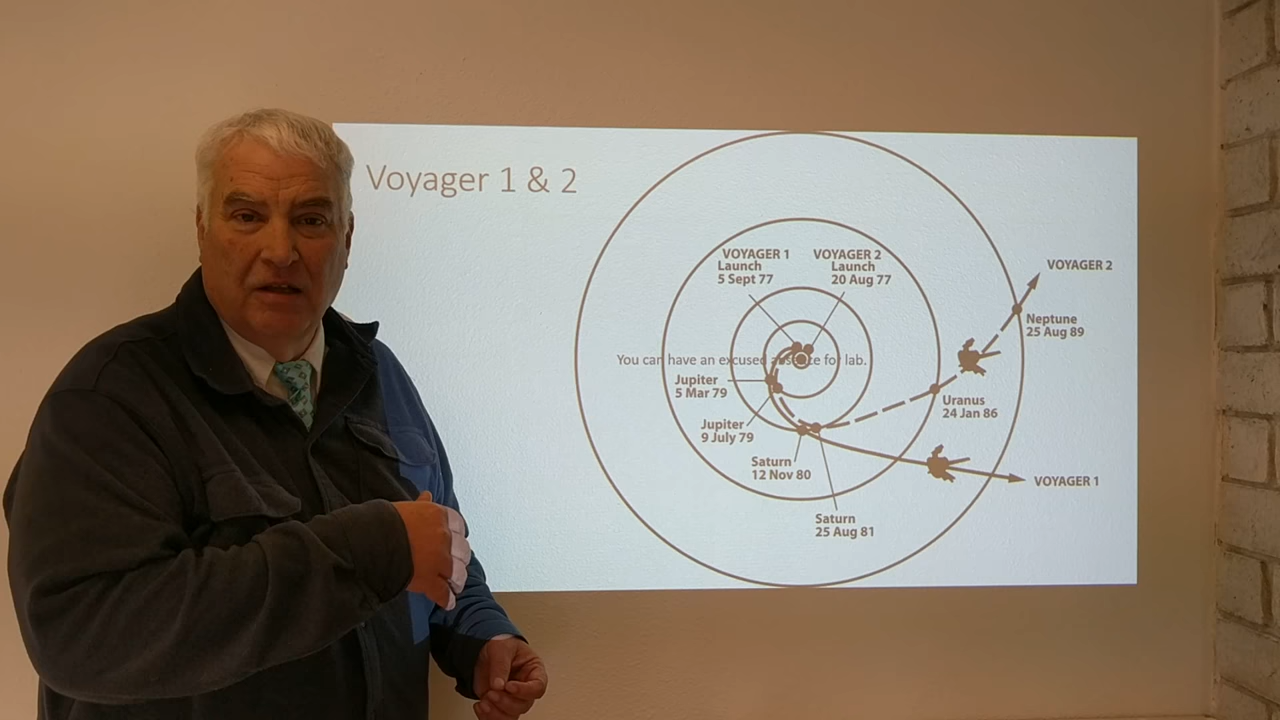 Voyager 1 & 2
VOYAGER 1
Launch
5 Sept 77
VOYAGER 2
Launch
20 Aug 77
VOYAGER 2
Neptune
25 Aug 89
You can have an excused absence for lab.
Jupiter
5 Mar 79
Uranus
24 Jan 86
Jupiter
9 July 79
Saturn
12 Nov 80
VOYAGER 1
Saturn
25 Aug 81